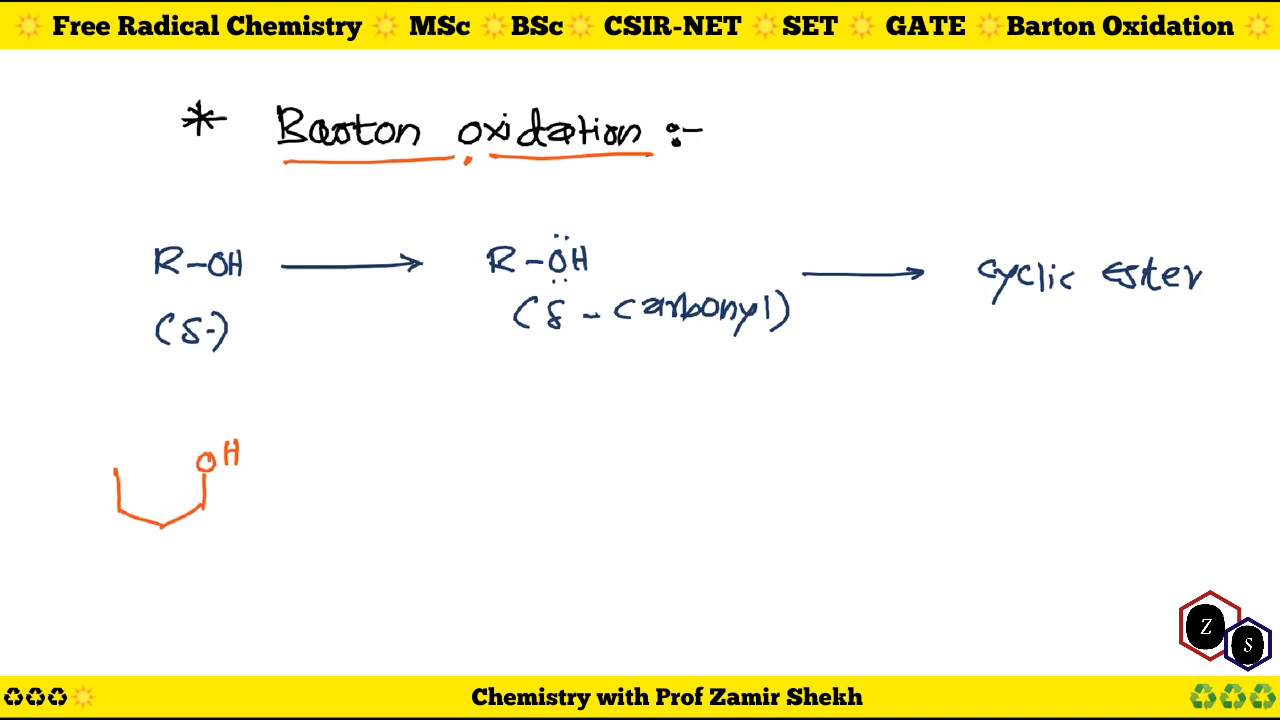 Free Radical Chemistry MSc BSc CSIR-NET SET GATE Barton Oxidation
* Barton oxidation :-
R-OH → R-ÖH → cyclic ester
(δ-) (δ - carbonyl)
OH
Z S
Chemistry with Prof Zamir Shekh